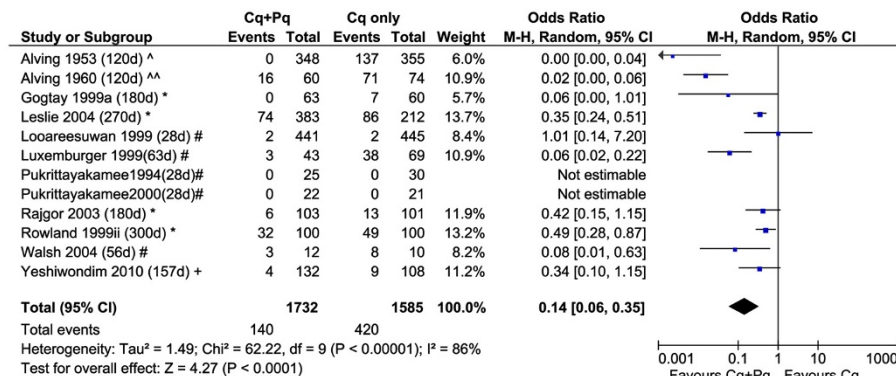 Cq+Pq Cq only Odds Ratio Odds Ratio
Study or Subgroup Events Total Events Total Weight M-H, Random, 95% CI M-H, Random, 95% CI
Alving 1953 (120d) ^ 0 348 137 355 6.0% 0.00 [0.00, 0.04]
Alving 1960 (120d) ^^ 16 60 71 74 10.9% 0.02 [0.00, 0.06]
Gogtay 1999a (180d) * 0 63 7 60 5.7% 0.06 [0.00, 1.01]
Leslie 2004 (270d) * 74 383 86 212 13.7% 0.35 [0.24, 0.51]
Looareesuwan 1999 (28d) # 2 441 2 445 8.4% 1.01 [0.14, 7.20]
Luxemburger 1999(63d) # 3 43 38 69 10.9% 0.06 [0.02, 0.22]
Pukrittayakamee1994(28d)# 0 25 0 30 Not estimable
Pukrittayakamee2000(28d)# 0 22 0 21 Not estimable
Rajgor 2003 (180d) * 6 103 13 101 11.9% 0.42 [0.15, 1.15]
Rowland 1999ii (300d) * 32 100 49 100 13.2% 0.49 [0.28, 0.87]
Walsh 2004 (56d) # 3 12 8 10 8.2% 0.08 [0.01, 0.63]
Yeshiwondim 2010 (157d) + 4 132 9 108 11.2% 0.34 [0.10, 1.15]
Total (95% CI) 1732 1585 100.0% 0.14 [0.06, 0.35]
Total events 140 420
Heterogeneity: Tau² = 1.49; Chi² = 62.22, df = 9 (P < 0.00001); I² = 86%
Test for overall effect: Z = 4.27 (P < 0.0001)
0.001 0.1 1 10 1000
Favours Cq+Pq Favours Cq